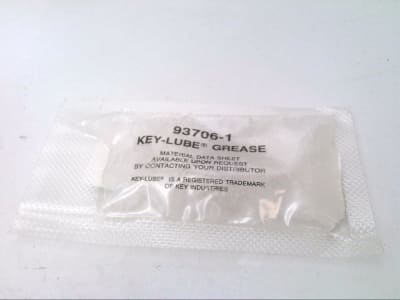 93706-1
KEY-LUBE® GREASE
MATERIAL DATA SHEET
AVAILABLE UPON REQUEST
BY CONTACTING YOUR DISTRIBUTOR
KEY-LUBE® IS A REGISTERED TRADEMARK
OF KEY INDUSTRIES